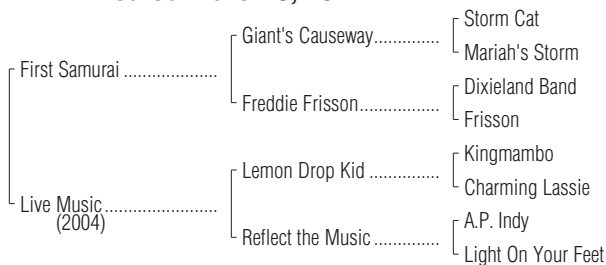 Storm Cat
Giant's Causeway..............
Mariah's Storm
First Samurai ....................
Dixieland Band
Freddie Frisson.................
Frisson
Kingmambo
Lemon Drop Kid ...............
Charming Lassie
Live Music........................
(2004)
A.P. Indy
Reflect the Music..............
Light On Your Feet